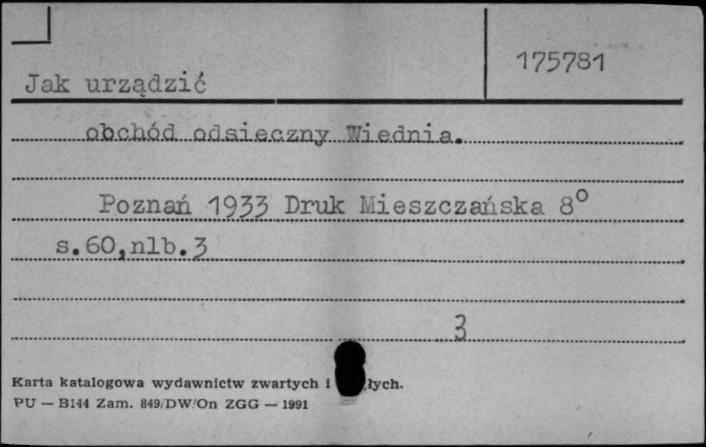 175781
Jak urządzić
obchód odsieczny Wiednia.
Poznań 1933 Druk Mieszczańska 8°
s.60,nlb.3
3
Karta katalogowa wydawnictw zwartych i łych.
PU — B144 Zam. 849/DW/On ZGG — 1991